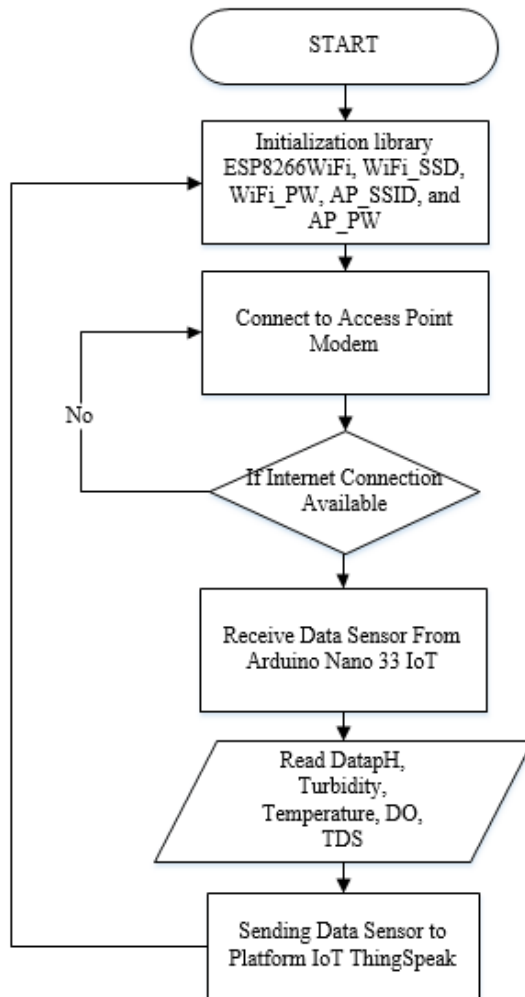 START
Initialization library
ESP8266WiFi, WiFi_SSD,
WiFi_PW, AP_SSID, and
AP_PW
Connect to Access Point
Modem
No
If Internet Connection
Available
Receive Data Sensor From
Arduino Nano 33 IoT
Read DatapH,
Turbidity,
Temperature, DO,
TDS
Sending Data Sensor to
Platform IoT ThingSpeak